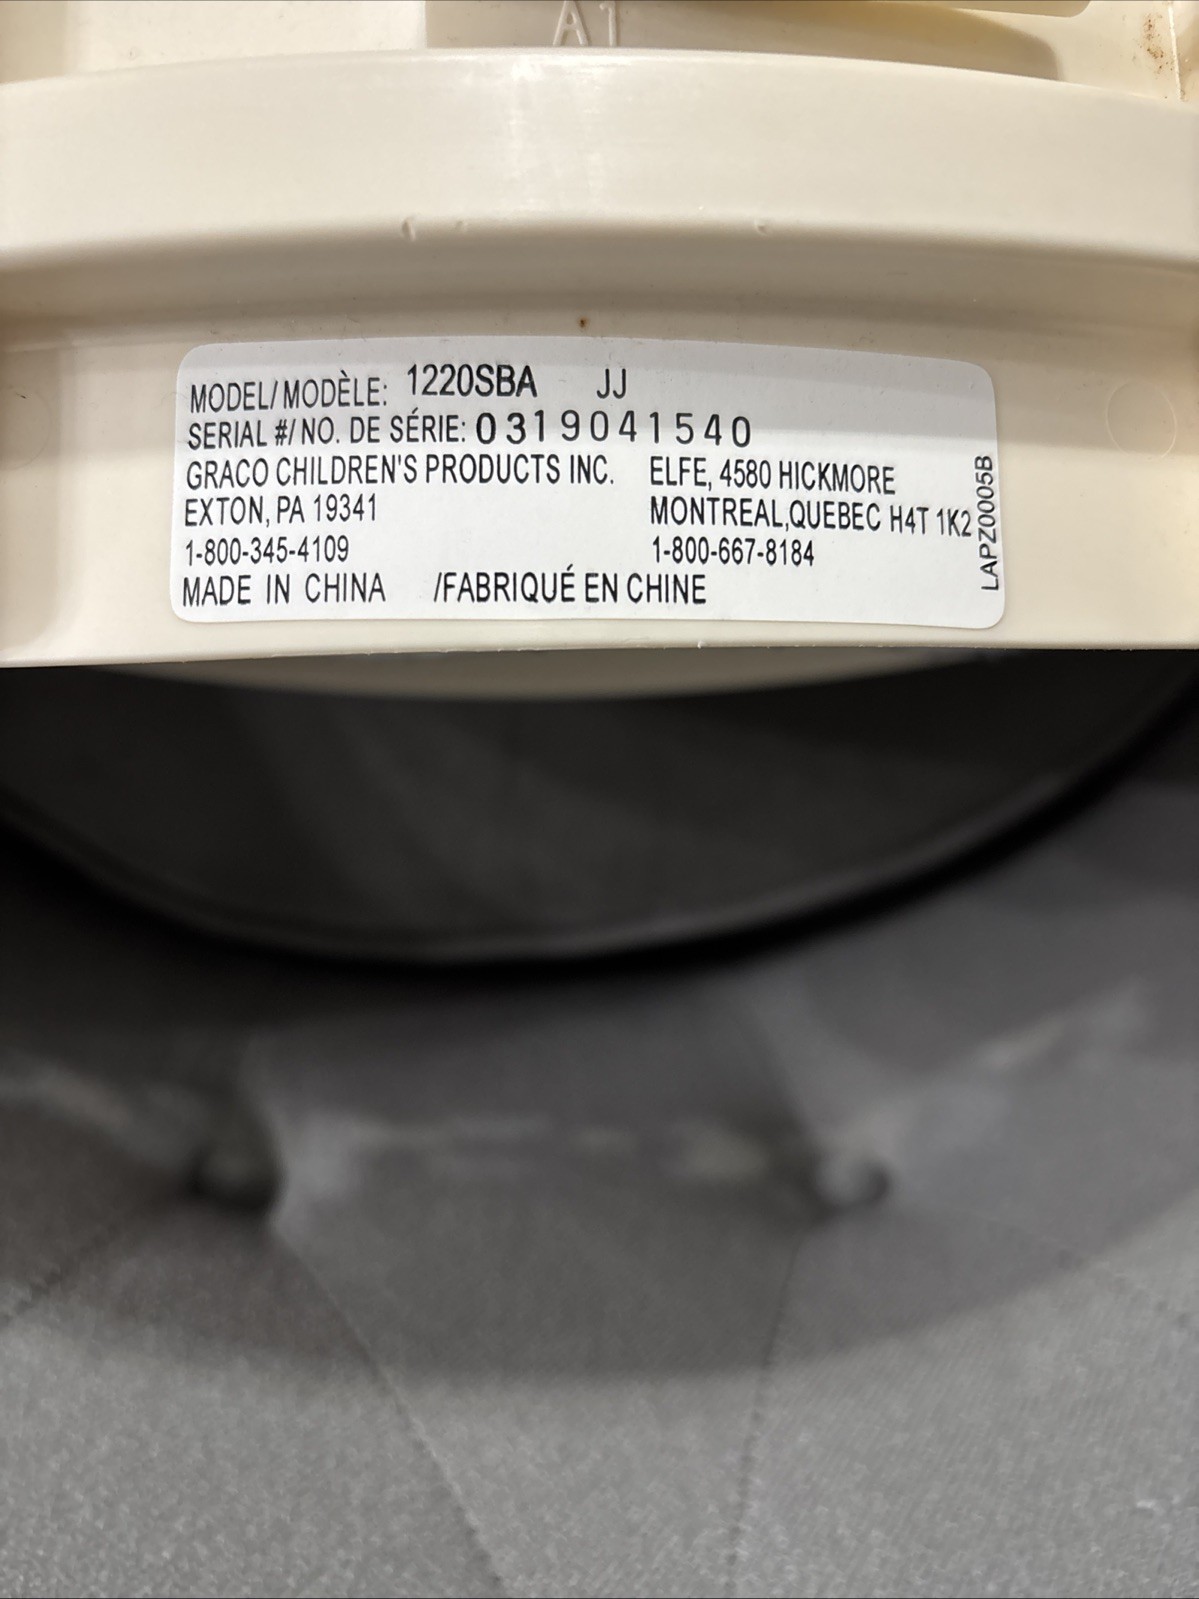 A1
MODEL/MODÈLE: 1220SBA JJ
SERIAL #/ NO. DE SÉRIE: 0319041540
GRACO CHILDREN'S PRODUCTS INC. ELFE, 4580 HICKMORE
EXTON, PA 19341 MONTREAL,QUEBEC H4T 1K2
1-800-345-4109 1-800-667-8184
MADE IN CHINA /FABRIQUÉ EN CHINE
LAPZ0005B